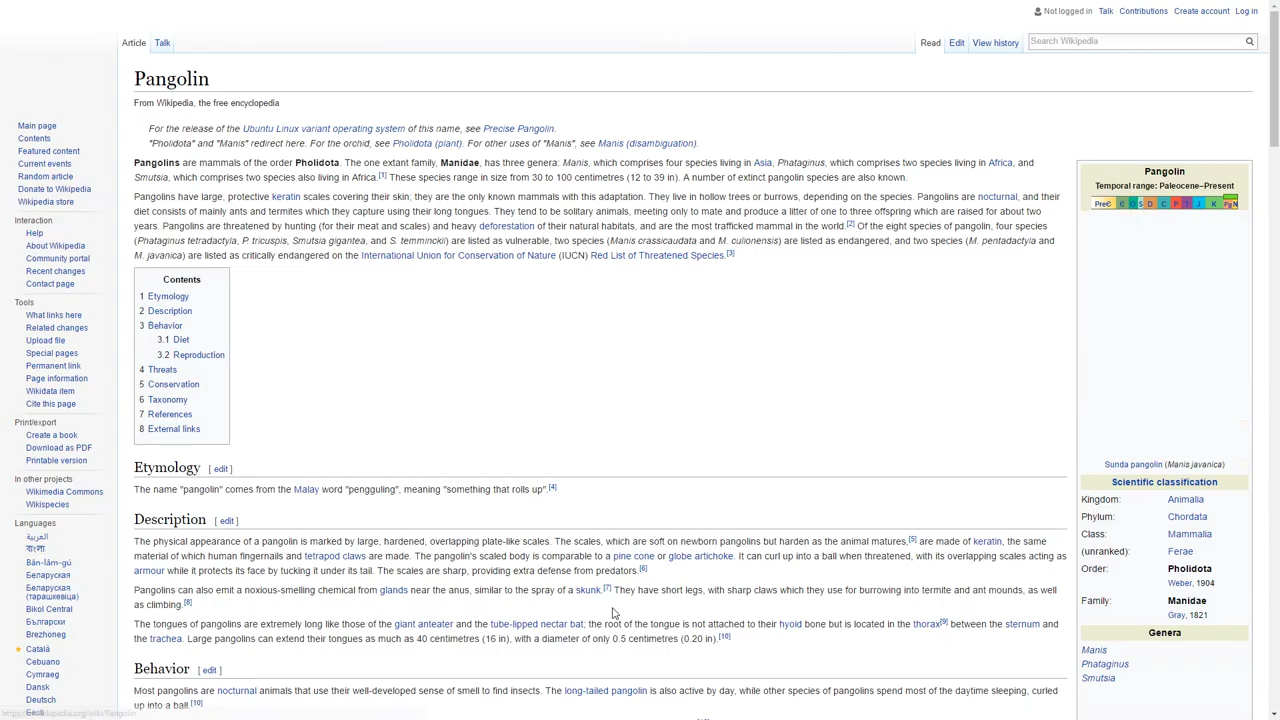 Not logged in Talk Contributions Create account Log in
Article Talk Read Edit View history Search Wikipedia
Pangolin
From Wikipedia, the free encyclopedia
For the release of the Ubuntu Linux variant operating system of this name, see Precise Pangolin.
"Pholidota" and "Manis" redirect here. For the orchid, see Pholidota (plant). For other uses of "Manis", see Manis (disambiguation).
Pangolins are mammals of the order Pholidota. The one extant family, Manidae, has three genera: Manis, which comprises four species living in Asia, Phataginus, which comprises two species living in Africa, and
Smutsia, which comprises two species also living in Africa.[1] These species range in size from 30 to 100 centimetres (12 to 39 in). A number of extinct pangolin species are also known.
Pangolins have large, protective keratin scales covering their skin; they are the only known mammals with this adaptation. They live in hollow trees or burrows, depending on the species. Pangolins are nocturnal, and their
diet consists of mainly ants and termites which they capture using their long tongues. They tend to be solitary animals, meeting only to mate and produce a litter of one to three offspring which are raised for about two
years. Pangolins are threatened by hunting (for their meat and scales) and heavy deforestation of their natural habitats, and are the most trafficked mammal in the world.[2] Of the eight species of pangolin, four species
(Phataginus tetradactyla, P. tricuspis, Smutsia gigantea, and S. temminckii) are listed as vulnerable, two species (Manis crassicaudata and M. culionensis) are listed as endangered, and two species (M. pentadactyla and
M. javanica) are listed as critically endangered on the International Union for Conservation of Nature (IUCN) Red List of Threatened Species.[3]
Contents
1 Etymology
2 Description
3 Behavior
3.1 Diet
3.2 Reproduction
4 Threats
5 Conservation
6 Taxonomy
7 References
8 External links
Etymology [ edit ]
The name "pangolin" comes from the Malay word "pengguling", meaning "something that rolls up".[4]
Description [ edit ]
The physical appearance of a pangolin is marked by large, hardened, overlapping plate-like scales. The scales, which are soft on newborn pangolins but harden as the animal matures,[5] are made of keratin, the same
material of which human fingernails and tetrapod claws are made. The pangolin's scaled body is comparable to a pine cone or globe artichoke. It can curl up into a ball when threatened, with its overlapping scales acting as
armour while it protects its face by tucking it under its tail. The scales are sharp, providing extra defense from predators.[6]
Pangolins can also emit a noxious-smelling chemical from glands near the anus, similar to the spray of a skunk.[7] They have short legs, with sharp claws which they use for burrowing into termite and ant mounds, as well
as climbing.[8]
The tongues of pangolins are extremely long like those of the giant anteater and the tube-lipped nectar bat; the root of the tongue is not attached to their hyoid bone but is located in the thorax[9] between the sternum and
the trachea. Large pangolins can extend their tongues as much as 40 centimetres (16 in), with a diameter of only 0.5 centimetres (0.20 in).[10]
Behavior [ edit ]
Most pangolins are nocturnal animals that use their well-developed sense of smell to find insects. The long-tailed pangolin is also active by day, while other species of pangolins spend most of the daytime sleeping, curled
up into a ball.[10]
Pangolin
Temporal range: Paleocene–Present
PreЄ Є O S D C P T J K Pg N
Sunda pangolin (Manis javanica)
Scientific classification
Kingdom: Animalia
Phylum: Chordata
Class: Mammalia
(unranked): Ferae
Order: Pholidota
Weber, 1904
Family: Manidae
Gray, 1821
Genera
Manis
Phataginus
Smutsia
Main page
Contents
Featured content
Current events
Random article
Donate to Wikipedia
Wikipedia store
Interaction
Help
About Wikipedia
Community portal
Recent changes
Contact page
Tools
What links here
Related changes
Upload file
Special pages
Permanent link
Page information
Wikidata item
Cite this page
Print/export
Create a book
Download as PDF
Printable version
In other projects
Wikimedia Commons
Wikispecies
Languages
العربية
বাংলা
Bân-lâm-gú
Беларуская
Беларуская
(тарашкевіца)
Bikol Central
Български
Brezhoneg
Català
Cebuano
Cymraeg
Dansk
Deutsch
Eesti